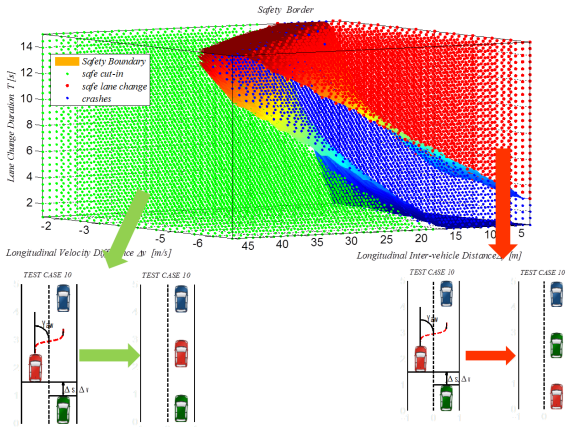 Safety Border
Lane Change Duration T [s]
14
12
10
8
6
4
2
Safety Boundary
safe cut-in
safe lane change
crashes
-2
-3
-4
-5
-6
45
40
35
30
25
20
15
10
5
Longitudinal Velocity Difference Δv [m/s]
Longitudinal Inter-vehicle Distance [m]
TEST CASE 10
TEST CASE 10
TEST CASE 10
TEST CASE 10
Δ s, Δ v
Δ s, Δ v